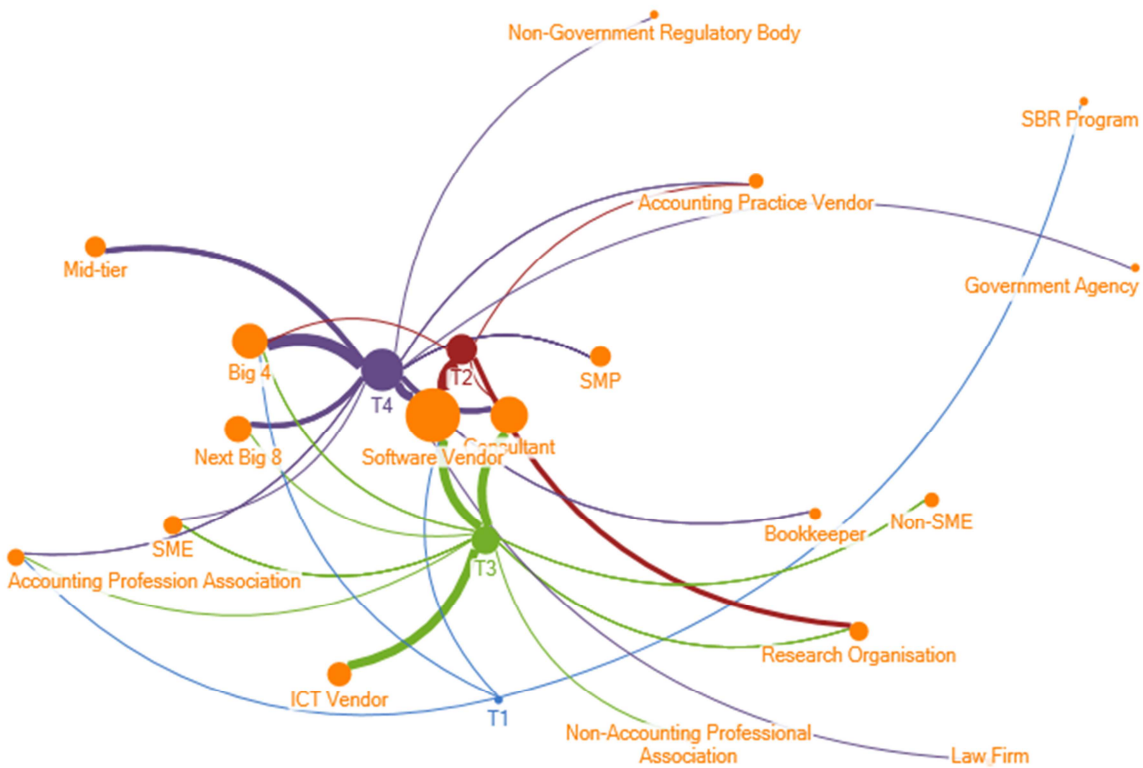 Non-Government Regulatory Body
SBR Program
Accounting Practice Vendor
Mid-tier
Government Agency
Big 4
T2
SMP
T4
Next Big 8
Software Vendor
Consultant
Non-SME
Bookkeeper
SME
T3
Accounting Profession Association
Research Organisation
ICT Vendor
T1
Non-Accounting Professional
Association
Law Firm